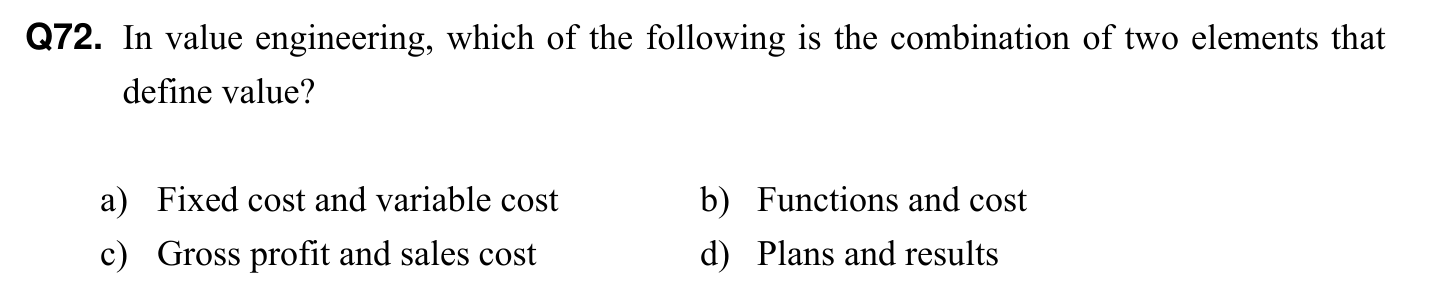 Q72. In value engineering, which of the following is the combination of two elements that
define value?
a) Fixed cost and variable cost b) Functions and cost
c) Gross profit and sales cost d) Plans and results